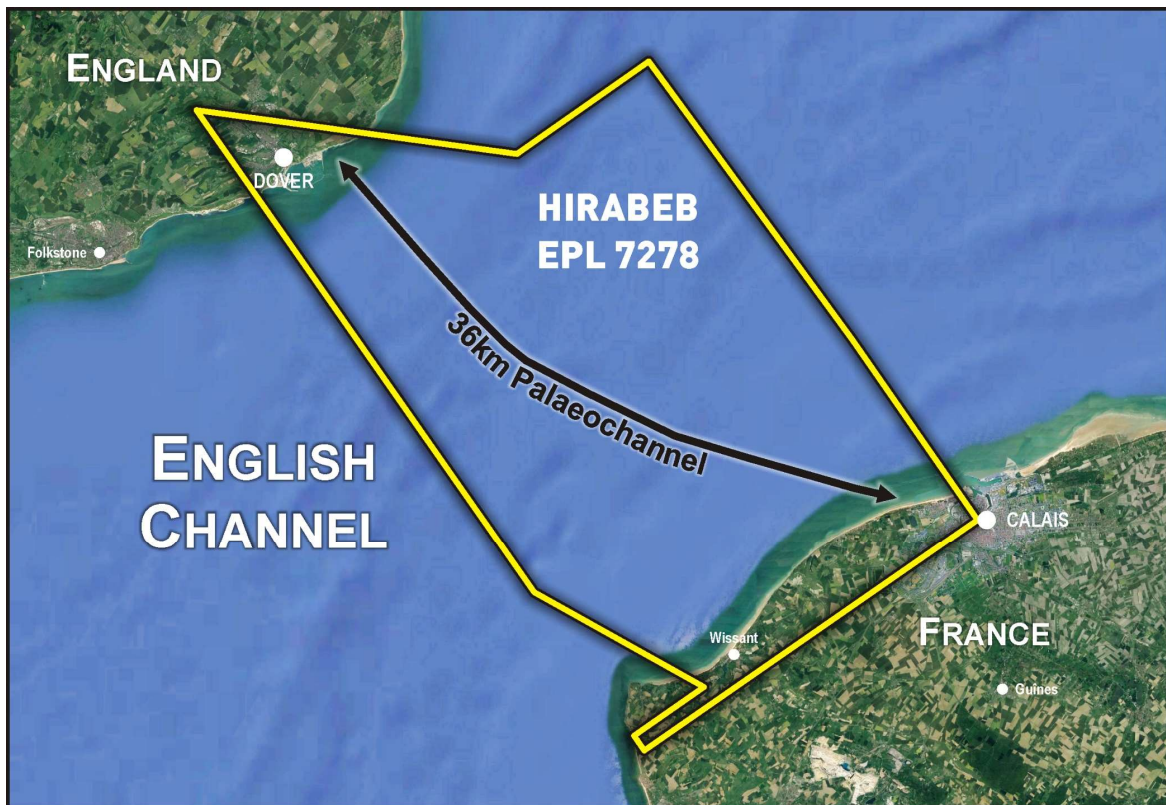 ENGLAND
DOVER
Folkstone
HIRABEB
EPL 7278
36km Palaeochannel
ENGLISH
CHANNEL
CALAIS
Wissant
FRANCE
Guines